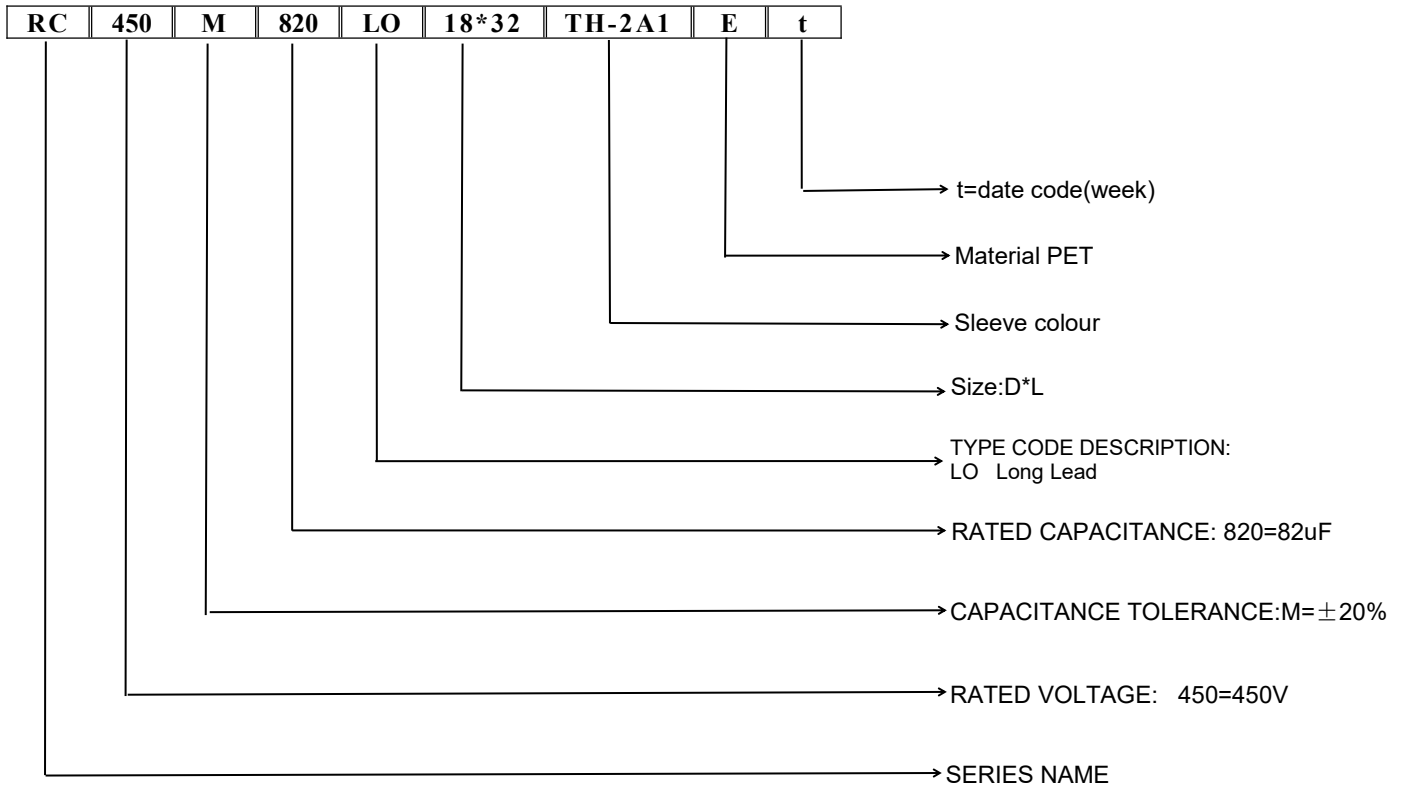 RC 450 M 820 LO 18*32 TH-2A1 E t
t=date code(week)
Material PET
Sleeve colour
Size:D*L
TYPE CODE DESCRIPTION:
LO Long Lead
RATED CAPACITANCE: 820=82uF
CAPACITANCE TOLERANCE:M=±20%
RATED VOLTAGE: 450=450V
SERIES NAME